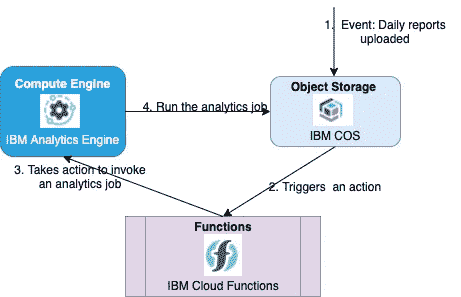 1. Event: Daily reports
uploaded
Compute Engine
IBM Analytics Engine
4. Run the analytics job
Object Storage
IBM COS
3. Takes action to invoke
an analytics job
2. Triggers an action
Functions
IBM Cloud Functions